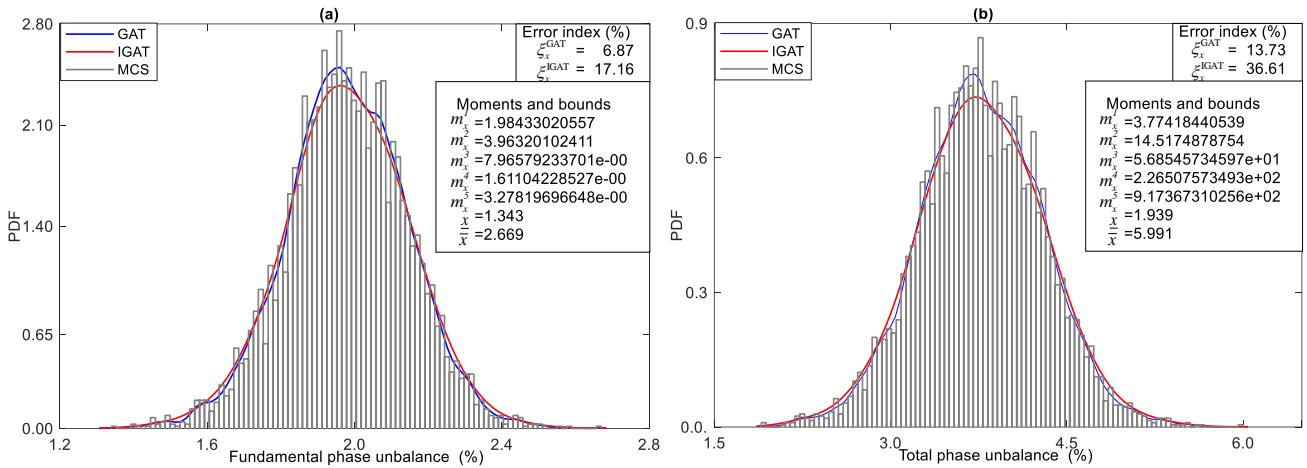 (a)
2.80
2.10
1.40
0.65
0.00
1.2
1.6
2.0
2.4
2.8
PDF
Fundamental phase unbalance (%)
GAT
IGAT
MCS
Error index (%)
ξₓᴳᴬᵀ = 6.87
ξₓᴵᴳᴬᵀ = 17.16
Moments and bounds
mₓ¹ =1.98433020557
mₓ² =3.96320102411
mₓ³ =7.96579233701e-00
mₓ⁴ =1.61104228527e-00
mₓ⁵ =3.27819696648e-00
x̲ =1.343
x̅ =2.669
(b)
0.9
0.6
0.3
0.
1.5
3.0
4.5
6.0
PDF
Total phase unbalance (%)
GAT
IGAT
MCS
Error index (%)
ξₓᴳᴬᵀ = 13.73
ξₓᴵᴳᴬᵀ = 36.61
Moments and bounds
mₓ¹ =3.77418440539
mₓ² =14.5174878754
mₓ³ =5.68545734597e+01
mₓ⁴ =2.26507573493e+02
mₓ⁵ =9.17367310256e+02
x̲ =1.939
x̅ =5.991